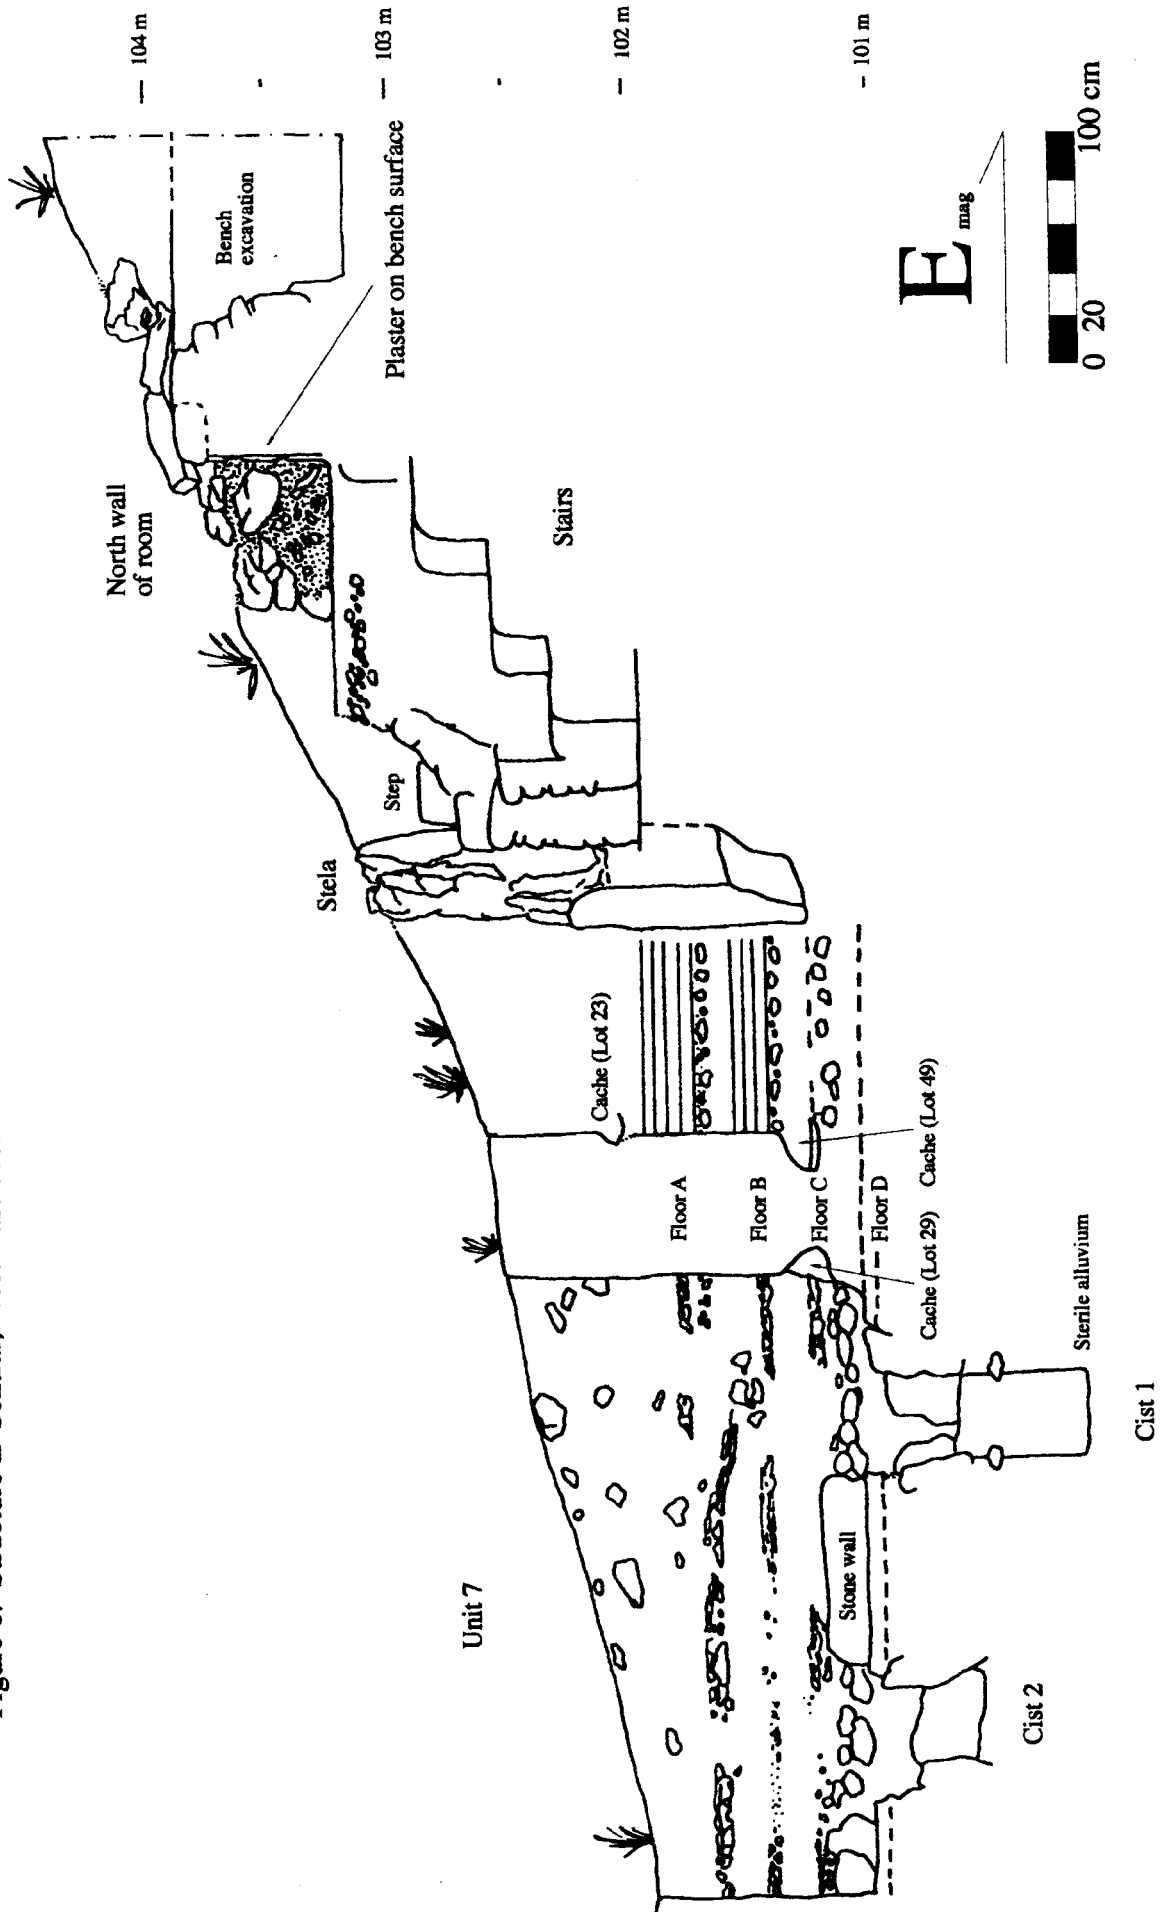 — 104 m
-
— 103 m
-
– 102 m
- 101 m
Bench
excavation
Plaster on bench surface
North wall
of room
Stairs
Step
Stela
Cache (Lot 23)
Floor A
Floor B
Floor C
Floor D
Cache (Lot 29)
Cache (Lot 49)
Sterile alluvium
Unit 7
Stone wall
Cist 1
Cist 2
E mag
0 20 100 cm